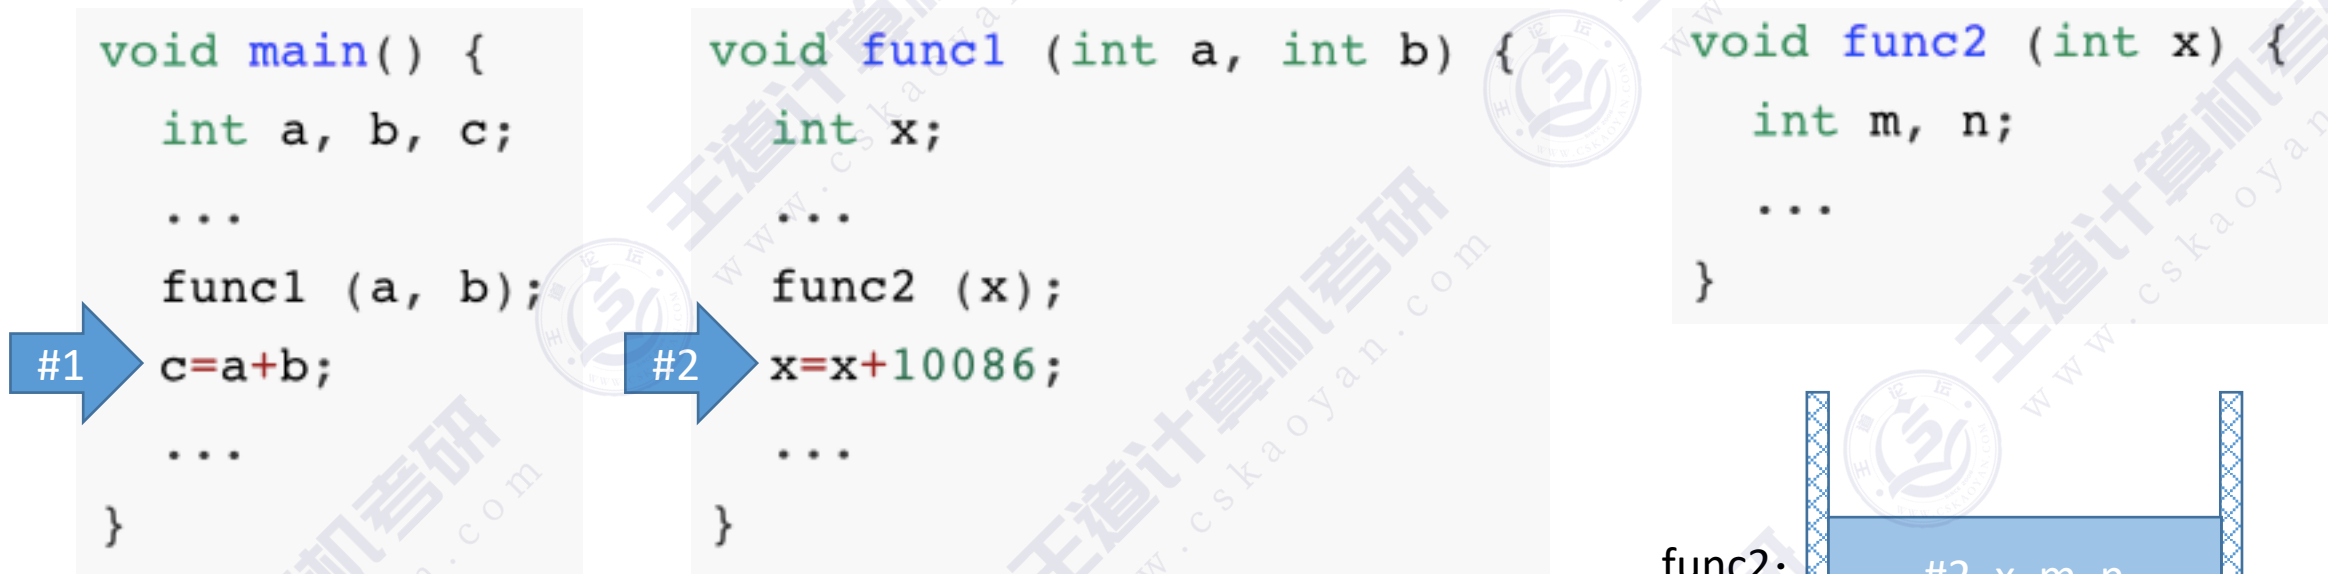 void main() {
int a, b, c;
...
func1 (a, b);
#1
c=a+b;
...
}
void func1 (int a, int b) {
int x;
...
func2 (x);
#2
x=x+10086;
...
}
void func2 (int x) {
int m, n;
...
}
func2:
#2, x, m, n
王道计算机考研
www.cskaoyan.com